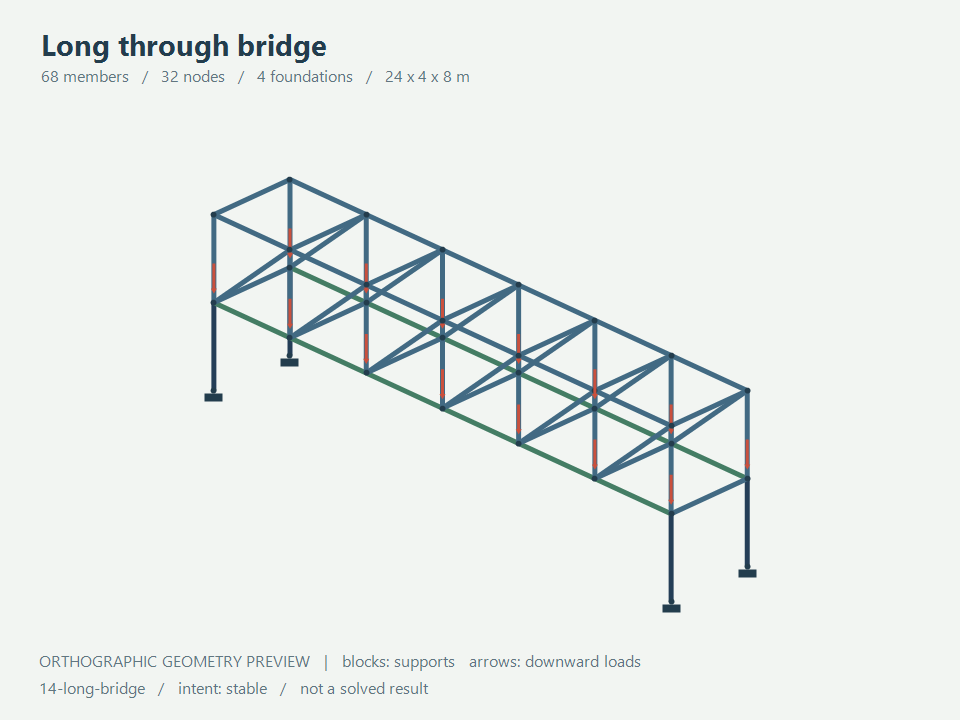 Long through bridge
68 members / 32 nodes / 4 foundations / 24 x 4 x 8 m
ORTHOGRAPHIC GEOMETRY PREVIEW | blocks: supports arrows: downward loads
14-long-bridge / intent: stable / not a solved result